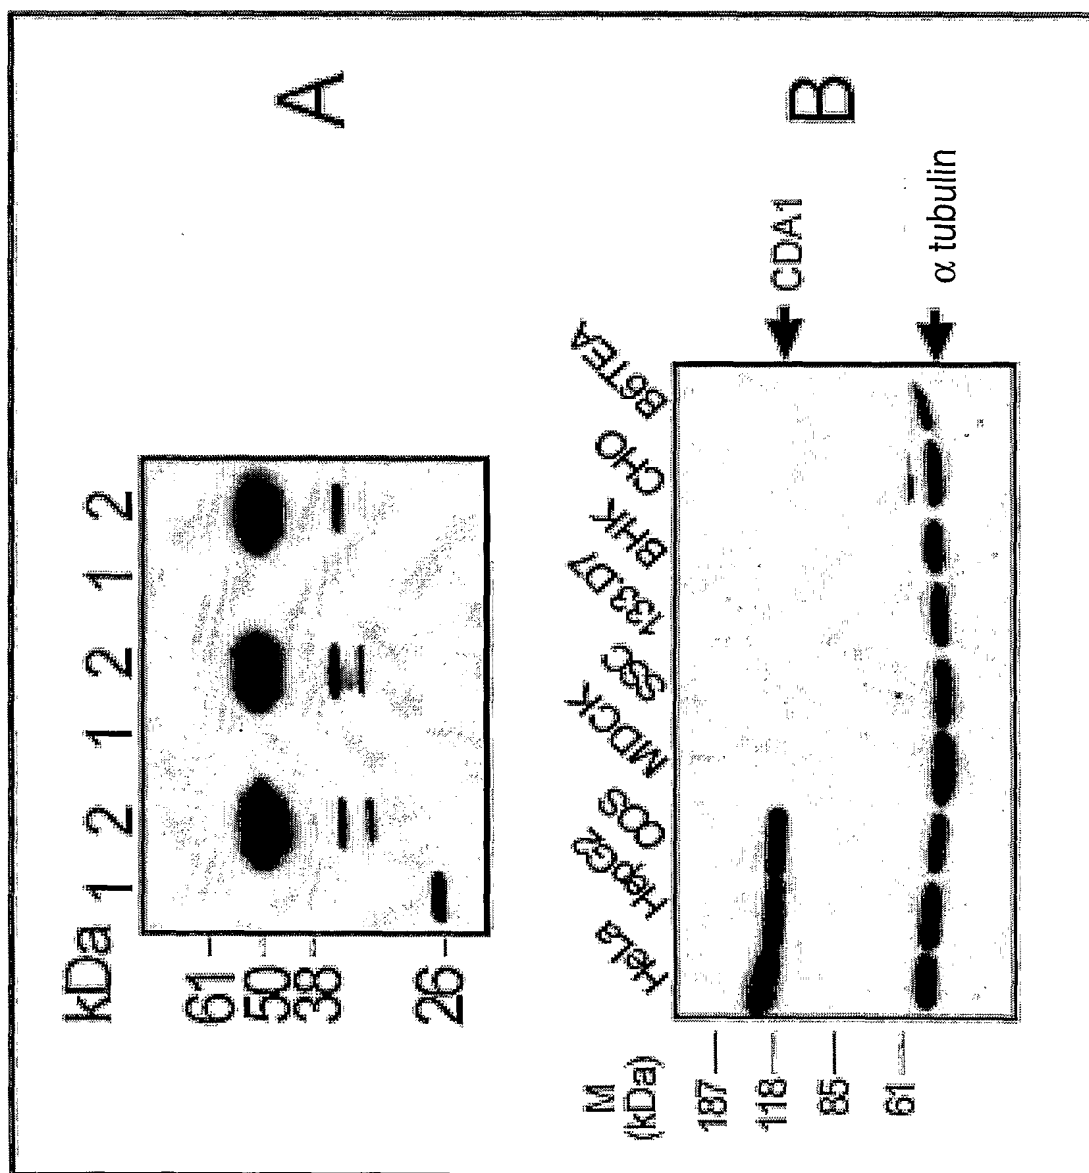 A
kDa 1 2 1 2 1 2
61
50
38
26
B
M
(kDa)
HeLa HepG2 COS MDCK SSC 133.D7 BHK CHO B6TEA
187
118
85
61
CDA1
α tubulin